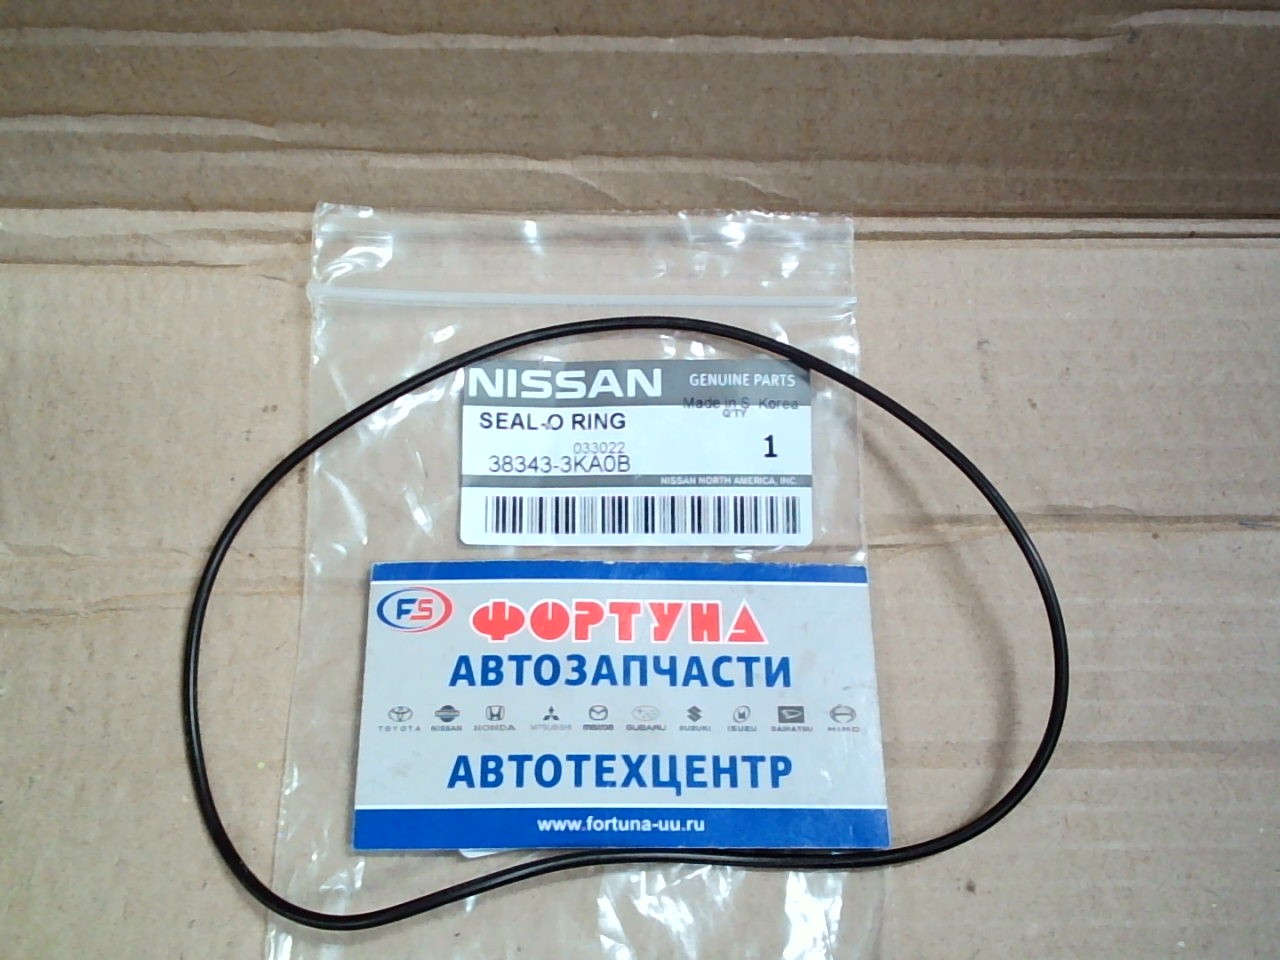 NISSAN GENUINE PARTS
Made in S. Korea
Q'TY
SEAL-O RING
033022
1
38343-3KA0B
NISSAN NORTH AMERICA, INC.
FS ФОРТУНА
АВТОЗАПЧАСТИ
TOYOTA NISSAN HONDA MITSUBISHI mazda SUBARU SUZUKI ISUZU DAIHATSU HINO
АВТОТЕХЦЕНТР
www.fortuna-uu.ru